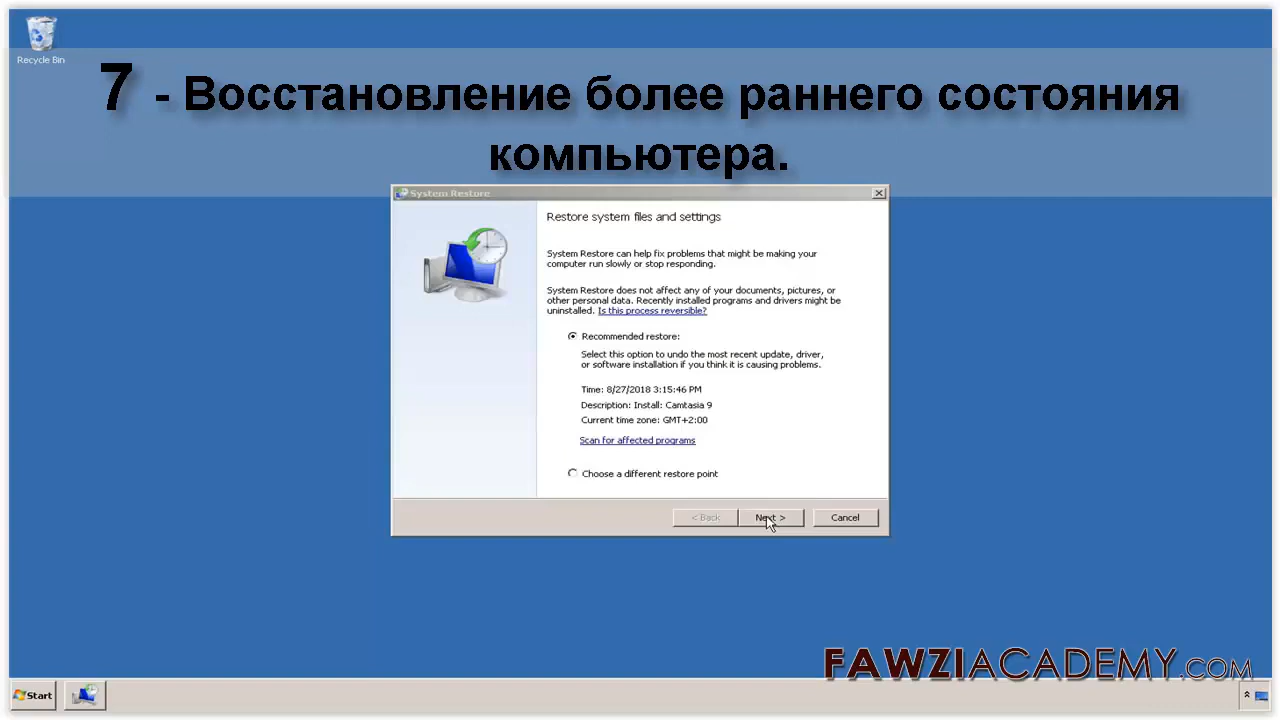 Recycle Bin
7 - Восстановление более раннего состояния
компьютера.
System Restore
Restore system files and settings
System Restore can help fix problems that might be making your
computer run slowly or stop responding.
System Restore does not affect any of your documents, pictures, or
other personal data. Recently installed programs and drivers might be
uninstalled. Is this process reversible?
Recommended restore:
Select this option to undo the most recent update, driver,
or software installation if you think it is causing problems.
Time: 8/27/2018 3:15:46 PM
Description: Install: Camtasia 9
Current time zone: GMT+2:00
Scan for affected programs
Choose a different restore point
< Back Next > Cancel
FAWZIACADEMY.COM
Start